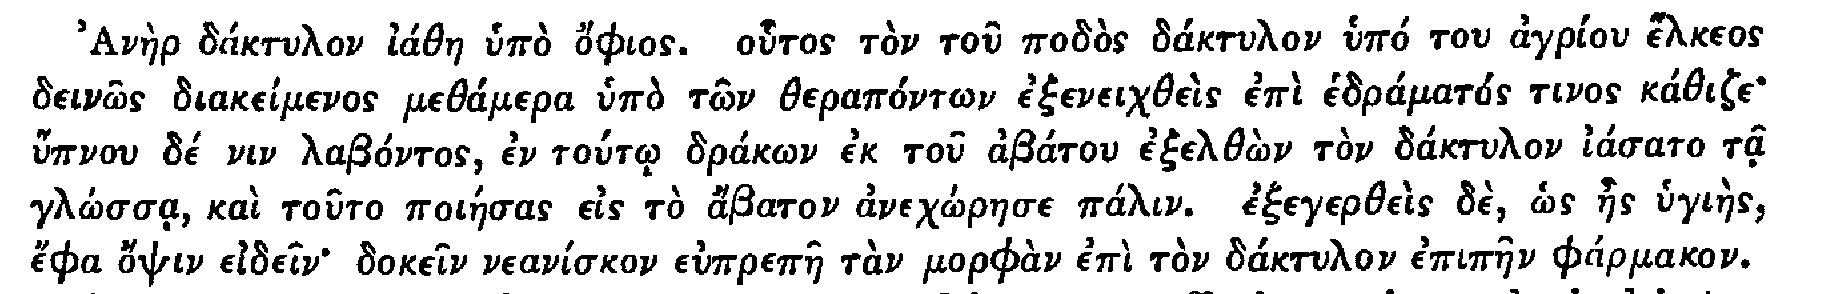 Ἀνὴρ δάκτυλον ἰάθη ὑπὸ ὄφιος. οὗτος τὸν τοῦ ποδὸς δάκτυλον ὑπό του ἀγρίου ἕλκεος
δεινῶς διακείμενος μεθάμερα ὑπὸ τῶν θεραπόντων ἐξενειχθεὶς ἐπὶ ἑδράματός τινος κάθιζε·
ὕπνου δέ νιν λαβόντος, ἐν τούτῳ δράκων ἐκ τοῦ ἀβάτου ἐξελθὼν τὸν δάκτυλον ἰάσατο τᾷ
γλώσσᾳ, καὶ τοῦτο ποιήσας εἰς τὸ ἄβατον ἀνεχώρησε πάλιν. ἐξεγερθεὶς δὲ, ὡς ἦς ὑγιὴς,
ἔφα ὄψιν εἰδεῖν· δοκεῖν νεανίσκον εὐπρεπῆ τὰν μορφὰν ἐπὶ τὸν δάκτυλον ἐπιπῆν φάρμακον.